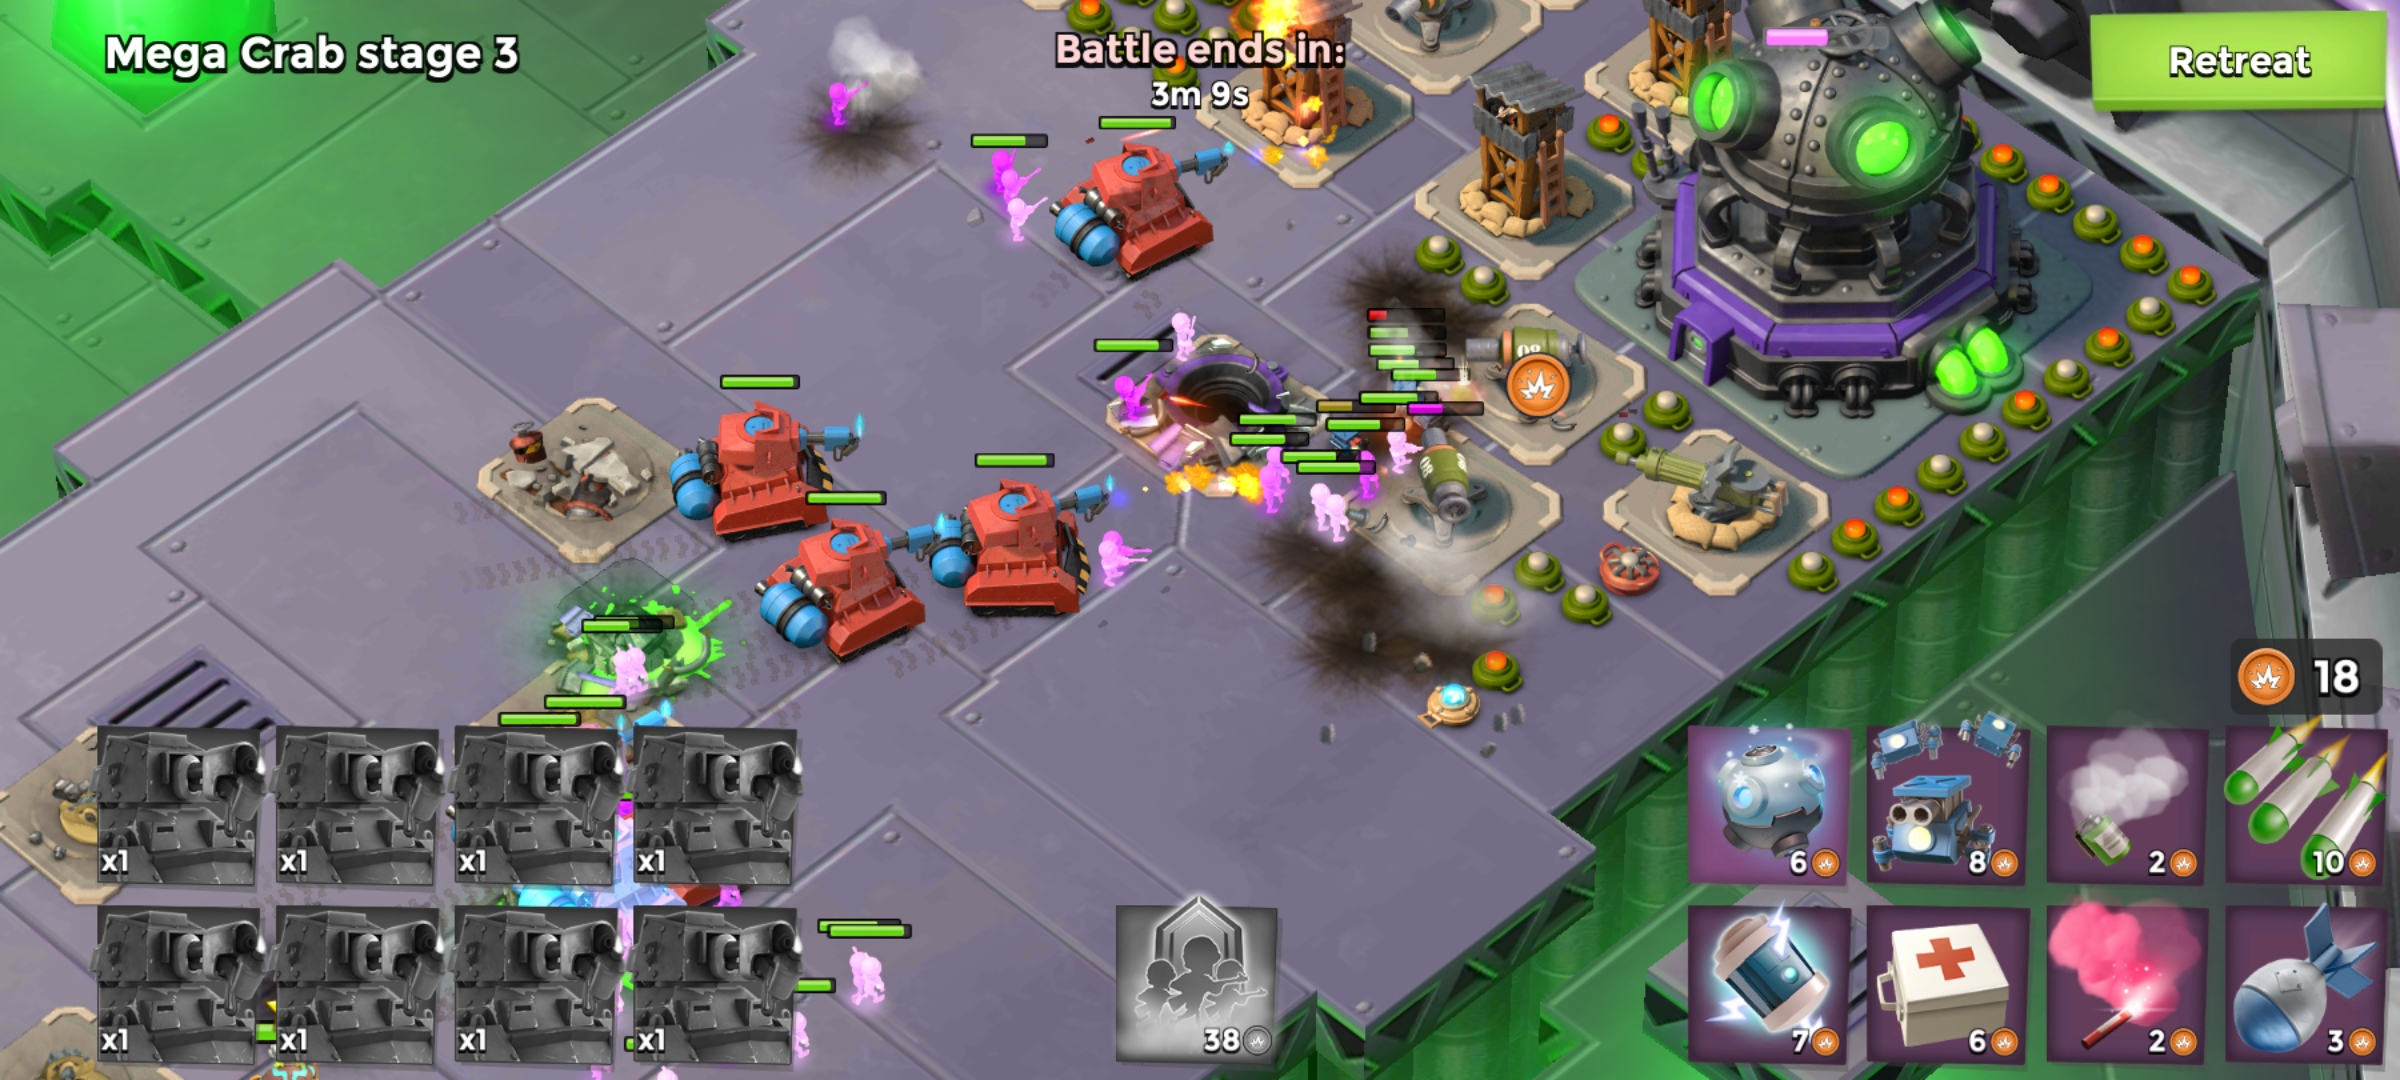 Mega Crab stage 3
Battle ends in:
3m 9s
Retreat
08
18
6
8
2
10
x1
x1
x1
x1
7
6
2
3
x1
x1
x1
x1
38